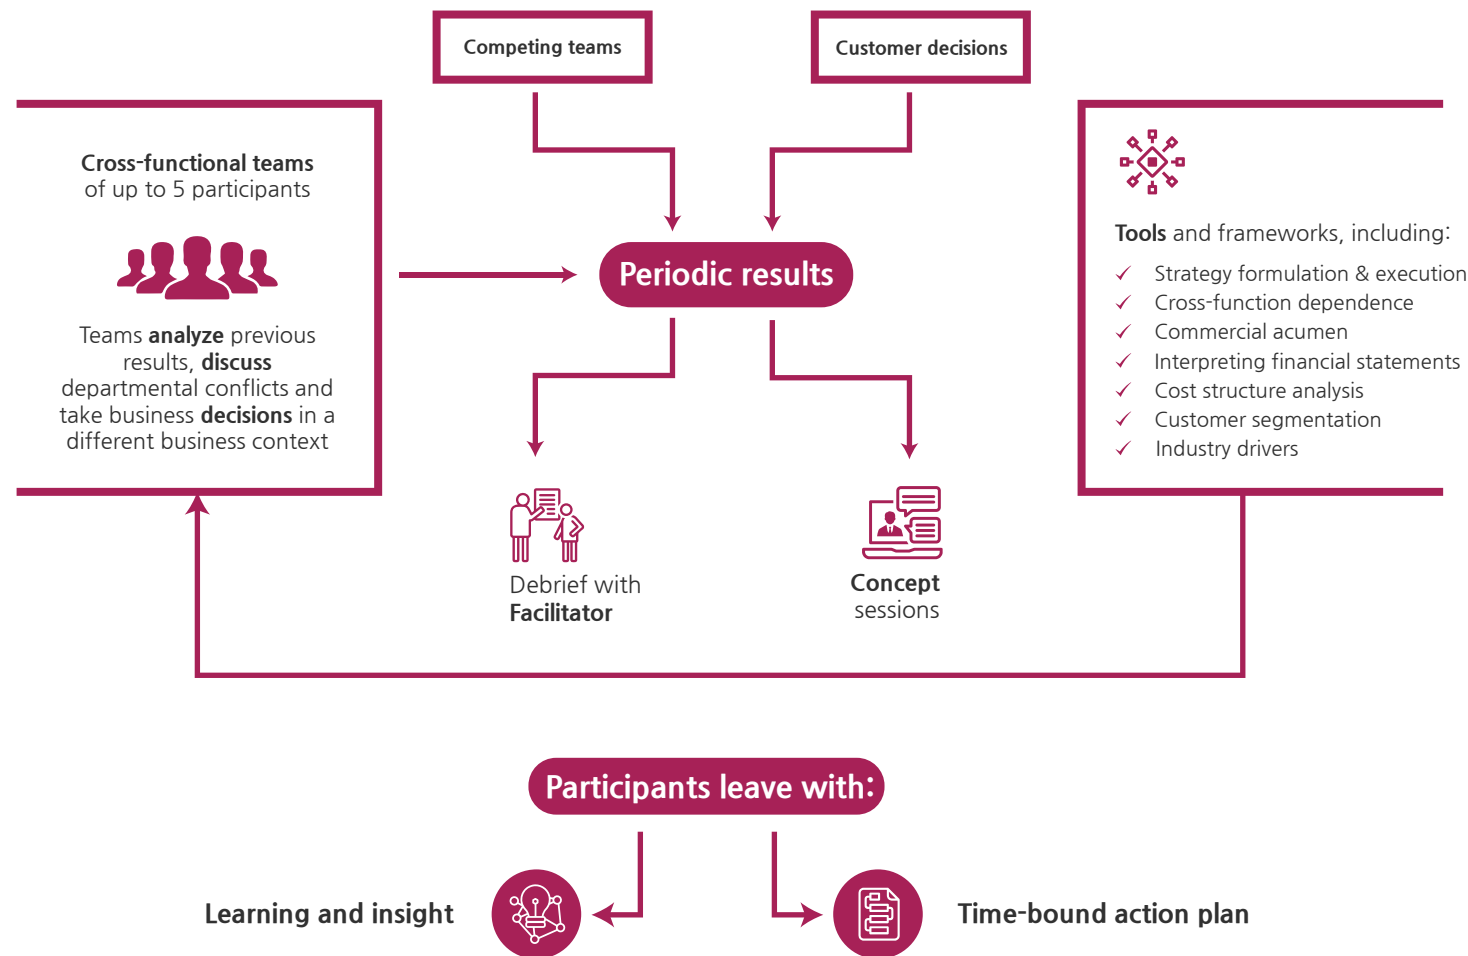 Competing teams
Customer decisions
Cross-functional teams
of up to 5 participants
Teams analyze previous
results, discuss
departmental conflicts and
take business decisions in a
different business context
Periodic results
Tools and frameworks, including:
Strategy formulation & execution
Cross-function dependence
Commercial acumen
Interpreting financial statements
Cost structure analysis
Customer segmentation
Industry drivers
Debrief with
Facilitator
Concept
sessions
Participants leave with:
Learning and insight
Time-bound action plan